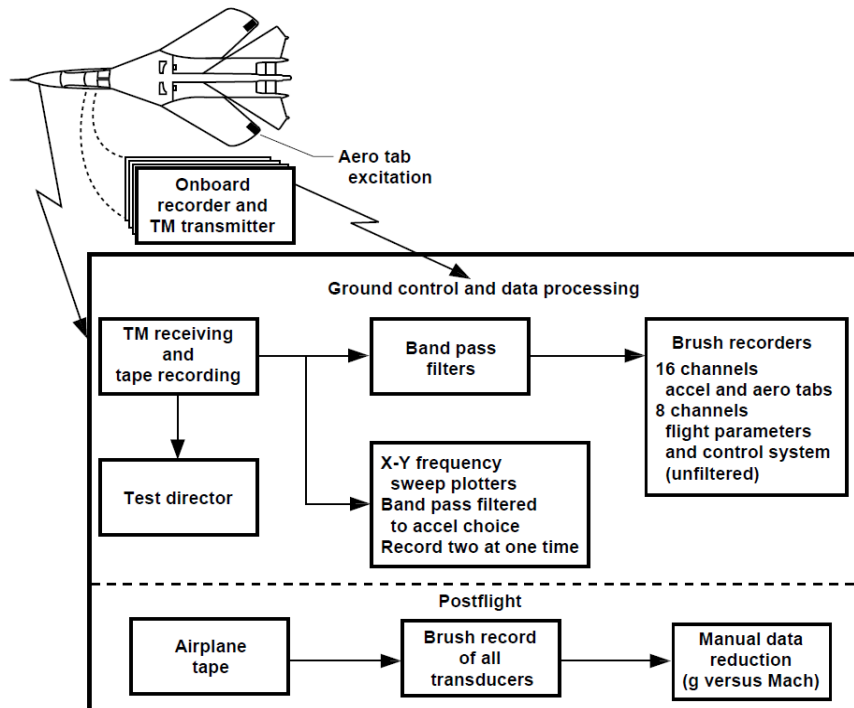 Aero tab
excitation
Onboard
recorder and
TM transmitter
Ground control and data processing
TM receiving
and
tape recording
Band pass
filters
Brush recorders
16 channels
accel and aero tabs
8 channels
flight parameters
and control system
(unfiltered)
Test director
X-Y frequency
sweep plotters
Band pass filtered
to accel choice
Record two at one time
Postflight
Airplane
tape
Brush record
of all
transducers
Manual data
reduction
(g versus Mach)